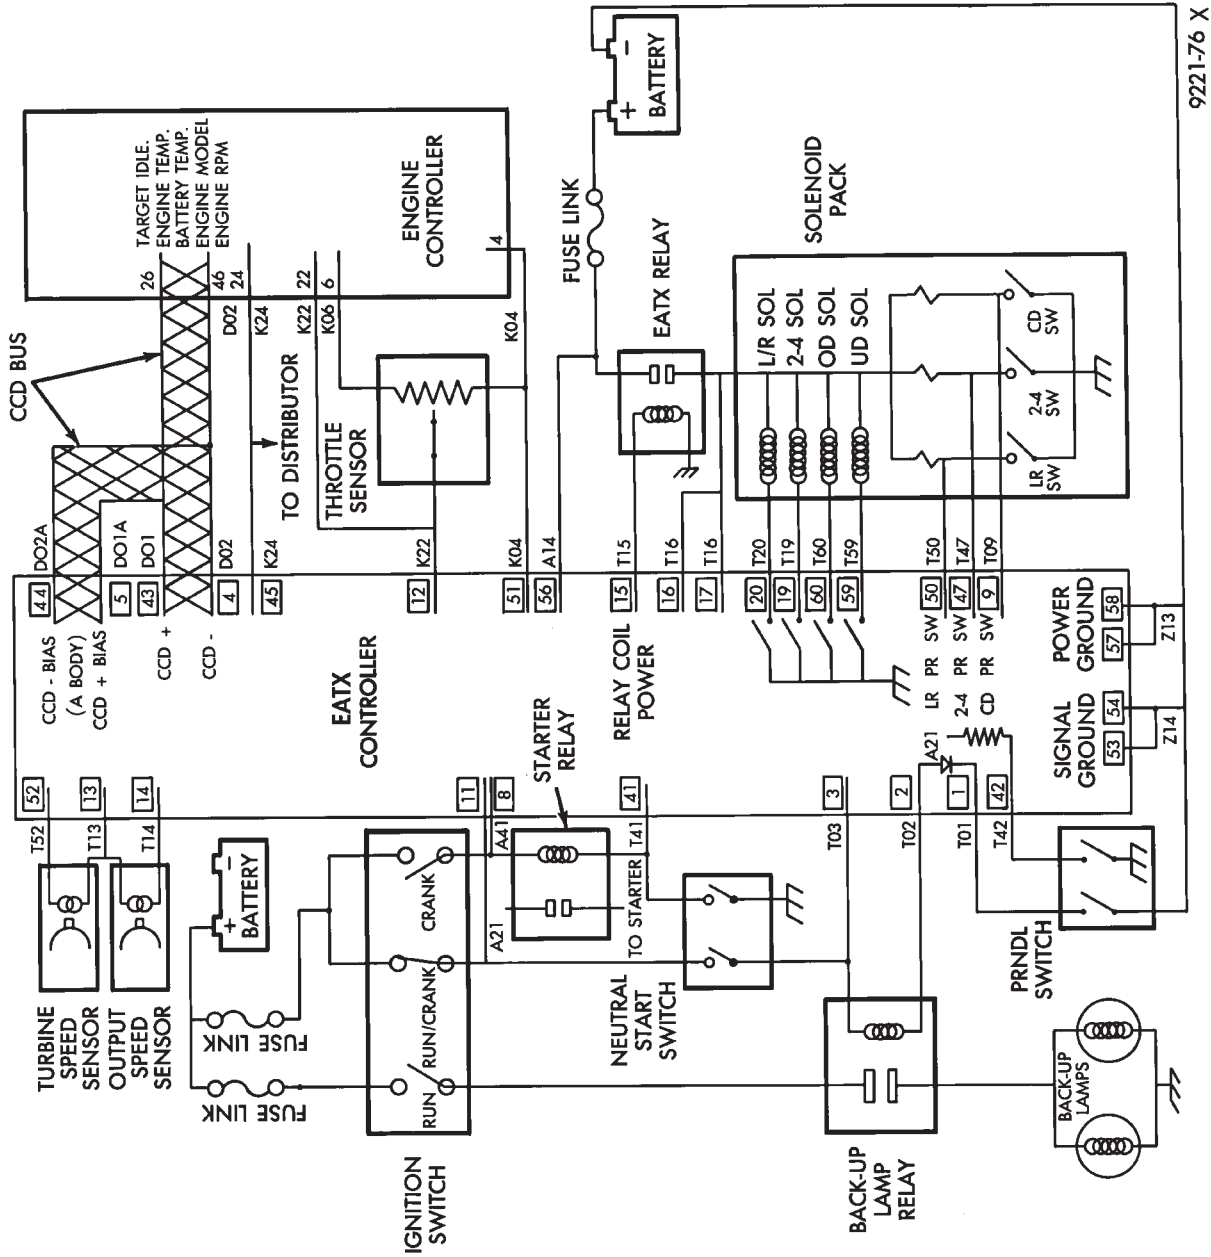 CCD BUS
TARGET IDLE.
ENGINE TEMP.
BATTERY TEMP.
ENGINE MODEL
ENGINE RPM
26
46
24
22
6
4
ENGINE
CONTROLLER
D02
K24
K22
K06
K04
TO DISTRIBUTOR
THROTTLE
SENSOR
FUSE LINK
+
-
BATTERY
EATX RELAY
SOLENOID
PACK
L/R SOL
2-4 SOL
OD SOL
UD SOL
LR
SW
2-4
SW
CD
SW
44 DO2A
5 DO1A
43 DO1
4 D02
45 K24
12 K22
51 K04
56 A14
15 T15
16 T16
17 T16
20 T20
19 T19
60 T60
59 T59
50 T50
47 T47
9 T09
CCD - BIAS
(A BODY)
CCD + BIAS
CCD +
CCD -
EATX
CONTROLLER
RELAY COIL
POWER
LR PR SW
2-4 PR SW
CD PR SW
A21
SIGNAL
GROUND
53
54
Z14
POWER
GROUND
57
58
Z13
52
13
14
11
8
41
3
2
1
42
T52
T13
T14
A41
A21
T41
T03
T02
T01
T42
TURBINE
SPEED
SENSOR
OUTPUT
SPEED
SENSOR
+
-
BATTERY
FUSE LINK
FUSE LINK
RUN
RUN/CRANK
CRANK
IGNITION
SWITCH
STARTER
RELAY
TO STARTER
NEUTRAL
START
SWITCH
BACK-UP
LAMP
RELAY
PRNDL
SWITCH
BACK-UP
LAMPS
9221-76 X